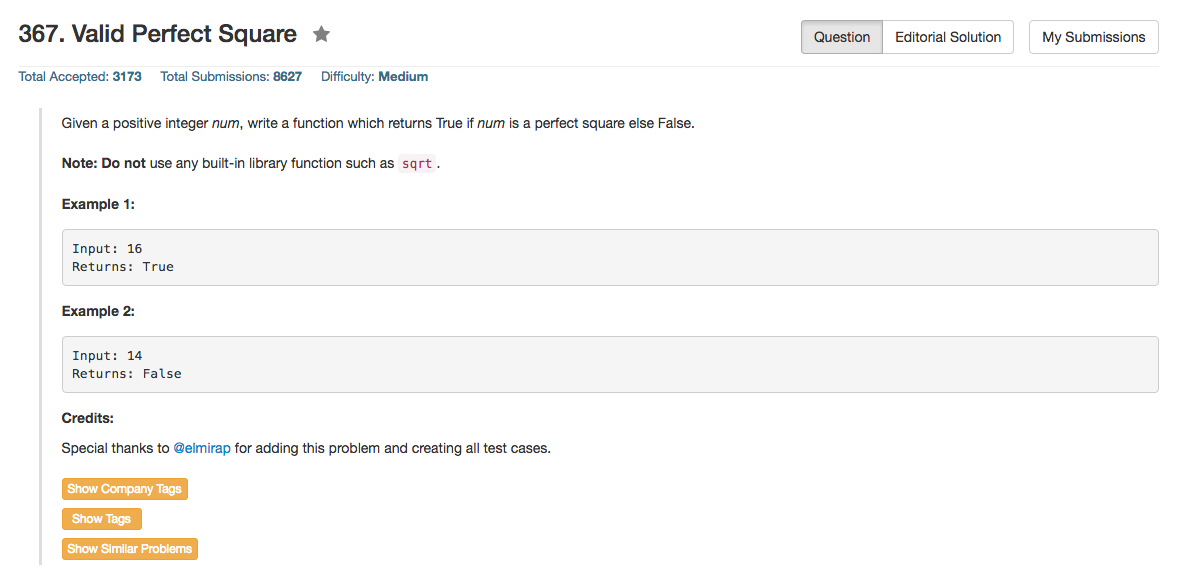 367. Valid Perfect Square
Question
Editorial Solution
My Submissions
Total Accepted: 3173 Total Submissions: 8627 Difficulty: Medium
Given a positive integer num, write a function which returns True if num is a perfect square else False.
Note: Do not use any built-in library function such as sqrt.
Example 1:
Input: 16
Returns: True
Example 2:
Input: 14
Returns: False
Credits:
Special thanks to @elmirap for adding this problem and creating all test cases.
Show Company Tags
Show Tags
Show Similar Problems